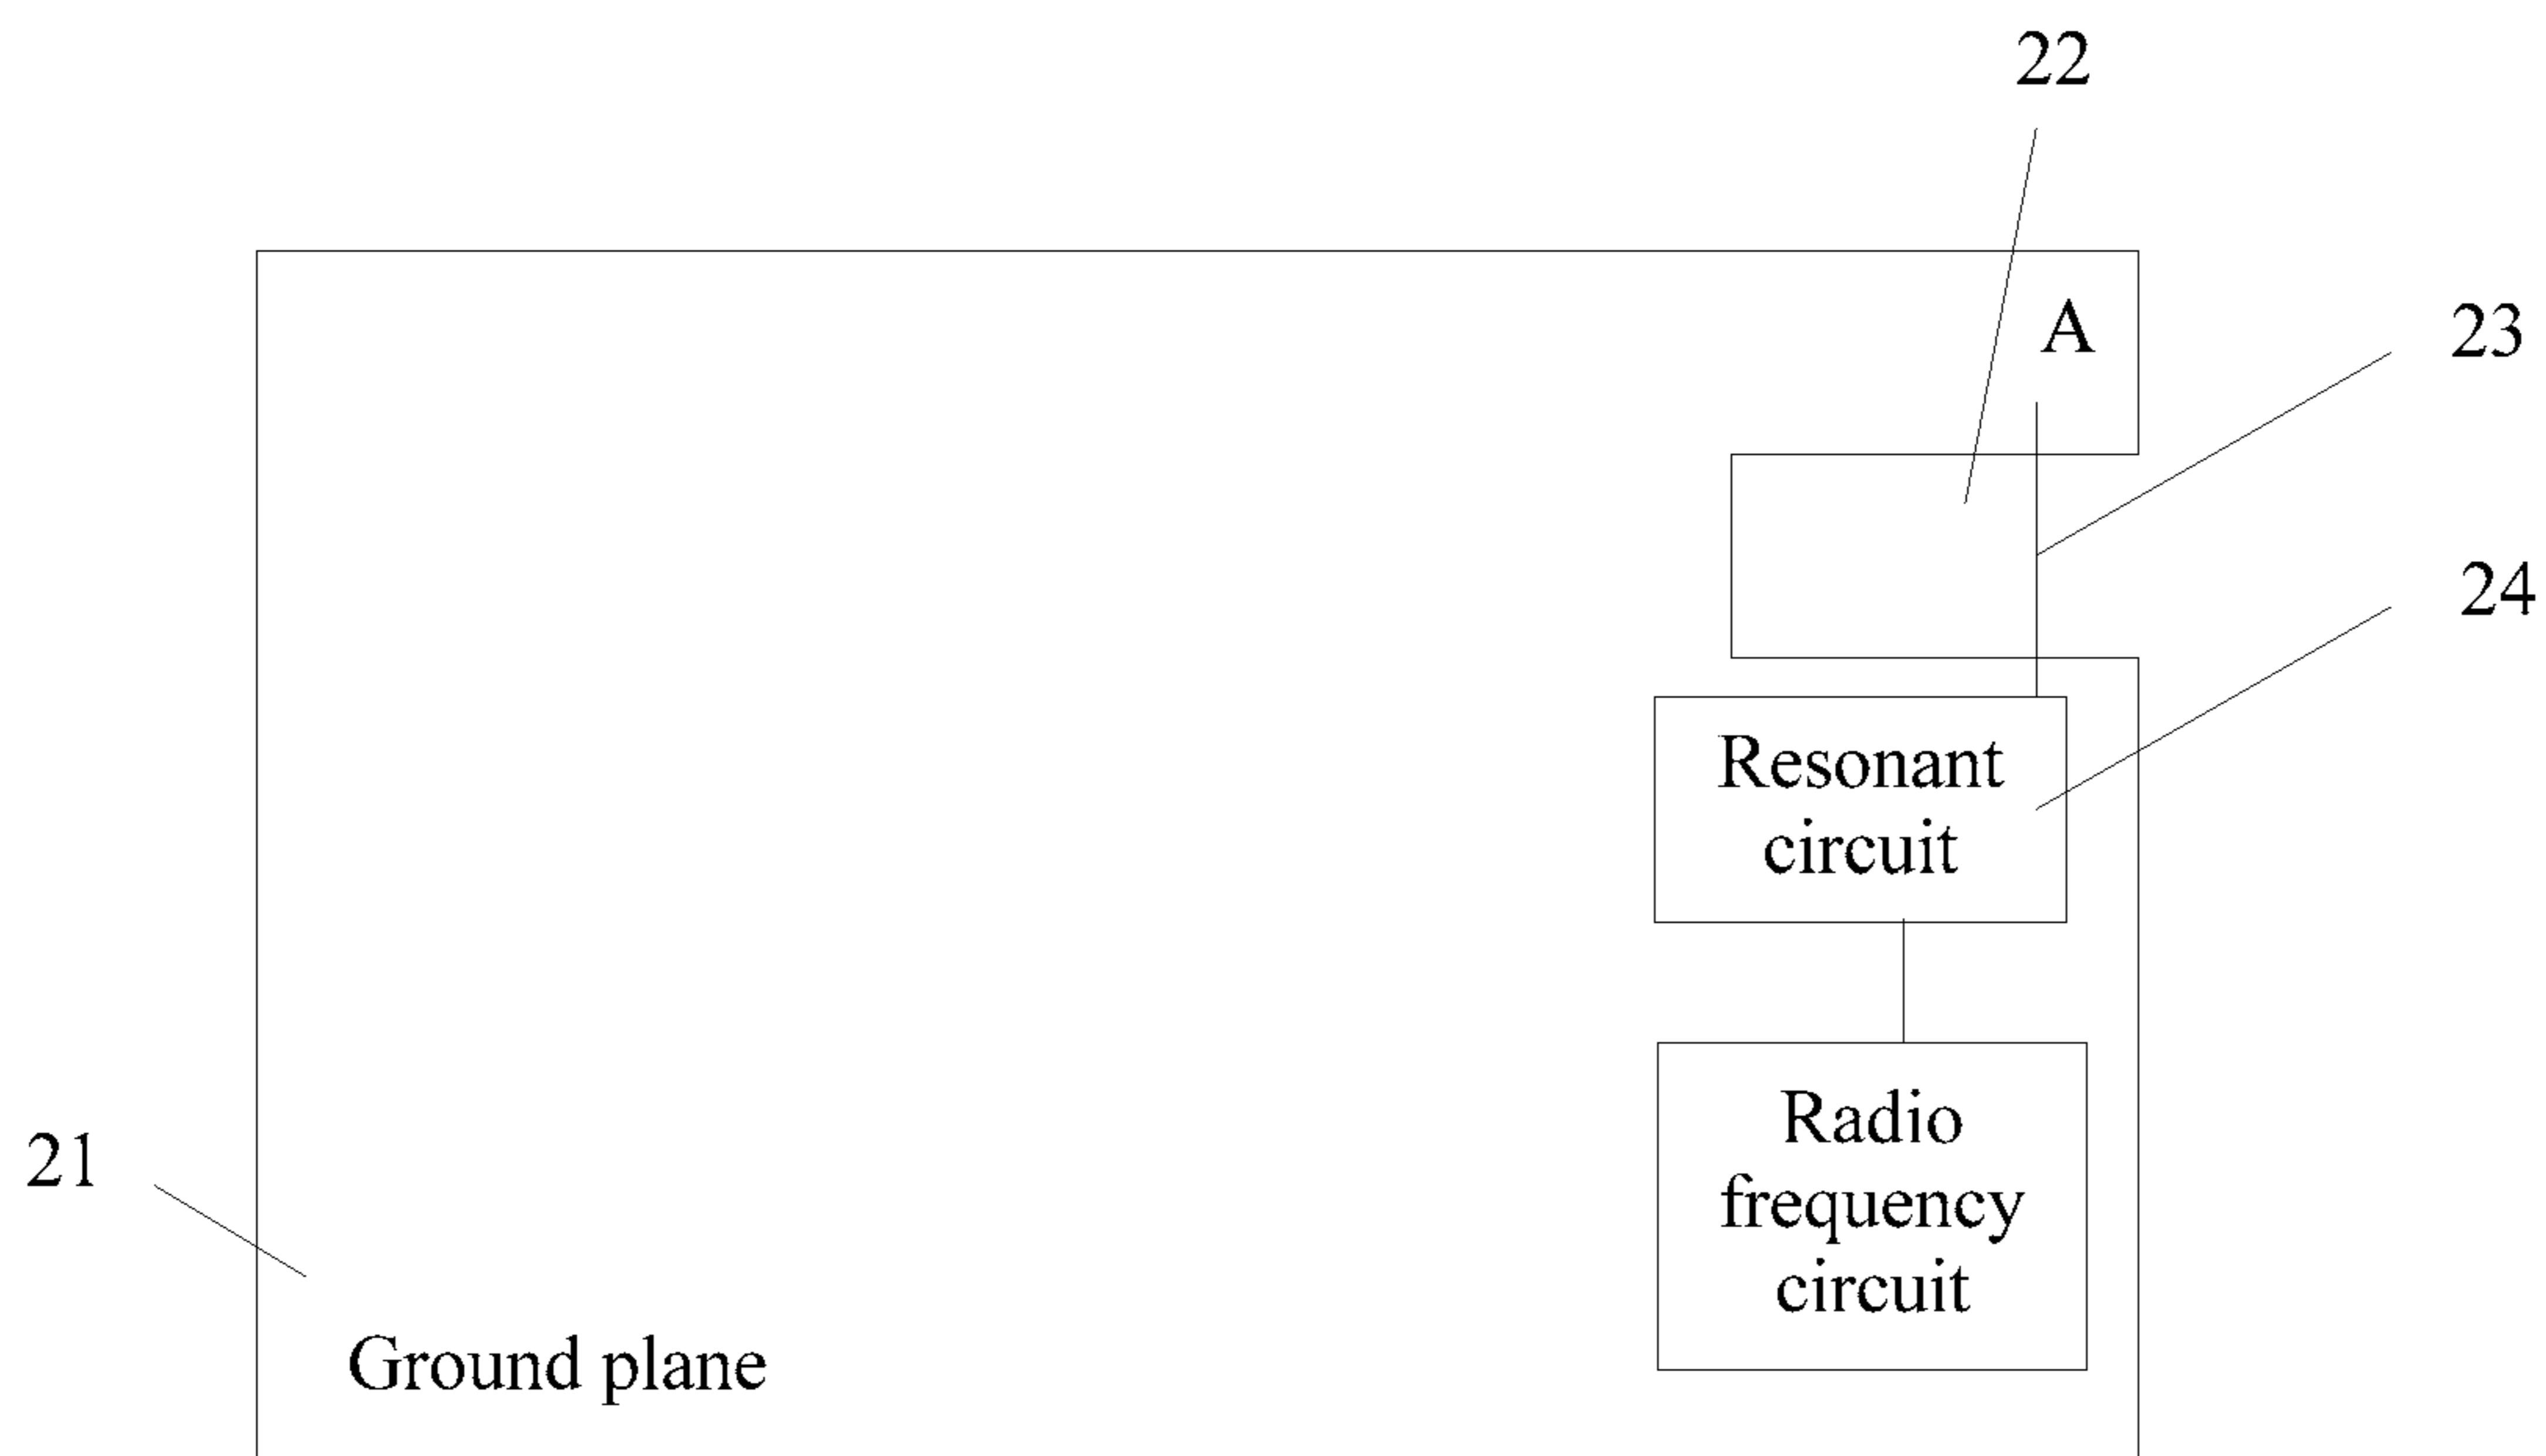 22
A
23
24
Resonant
circuit
Radio
frequency
circuit
21
Ground plane